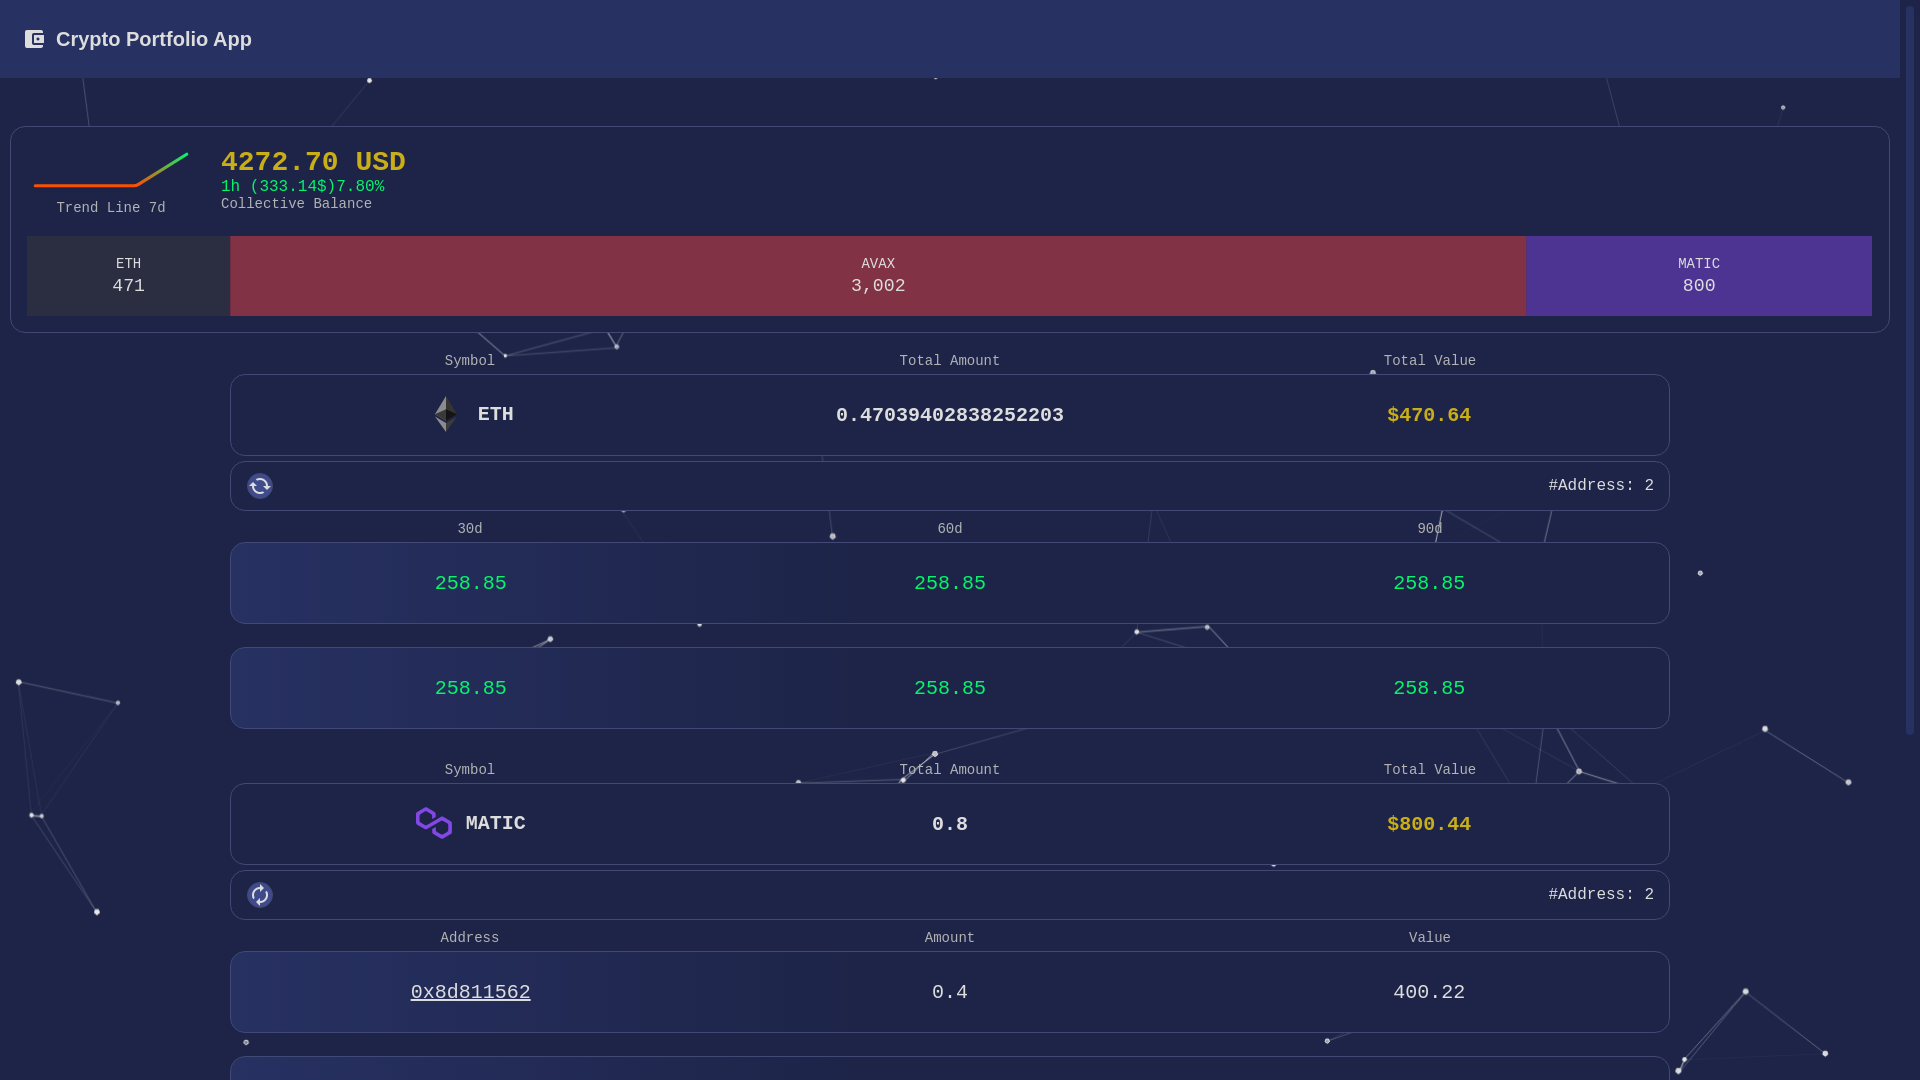 Crypto Portfolio App
4272.70 USD
1h (333.14$)7.80%
Collective Balance
Trend Line 7d
ETH
471
AVAX
3,002
MATIC
800
Symbol Total Amount Total Value
ETH 0.47039402838252203 $470.64
#Address: 2
30d 60d 90d
258.85 258.85 258.85
258.85 258.85 258.85
Symbol Total Amount Total Value
MATIC 0.8 $800.44
#Address: 2
Address Amount Value
0x8d811562 0.4 400.22